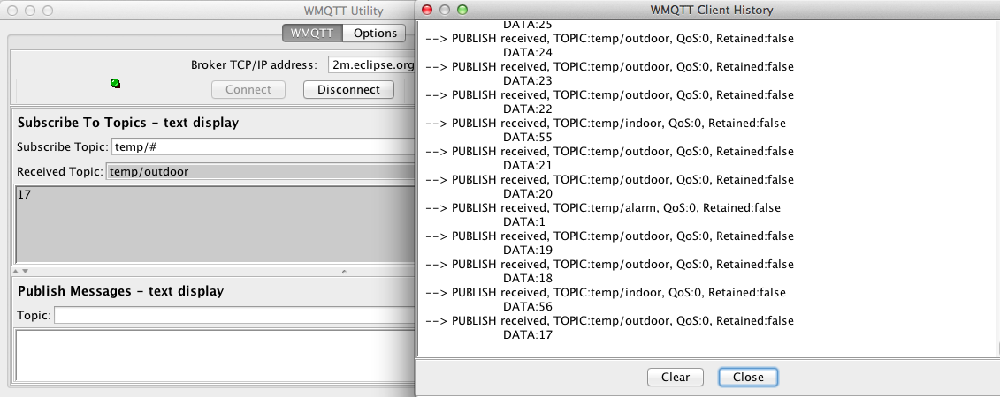 WMQTT Utility
WMQTT Options
Broker TCP/IP address: 2m.eclipse.org
Connect Disconnect
Subscribe To Topics – text display
Subscribe Topic: temp/#
Received Topic: temp/outdoor
17
Publish Messages – text display
Topic:
WMQTT Client History
DATA:25
--> PUBLISH received, TOPIC:temp/outdoor, QoS:0, Retained:false
DATA:24
--> PUBLISH received, TOPIC:temp/outdoor, QoS:0, Retained:false
DATA:23
--> PUBLISH received, TOPIC:temp/outdoor, QoS:0, Retained:false
DATA:22
--> PUBLISH received, TOPIC:temp/indoor, QoS:0, Retained:false
DATA:55
--> PUBLISH received, TOPIC:temp/outdoor, QoS:0, Retained:false
DATA:21
--> PUBLISH received, TOPIC:temp/outdoor, QoS:0, Retained:false
DATA:20
--> PUBLISH received, TOPIC:temp/alarm, QoS:0, Retained:false
DATA:1
--> PUBLISH received, TOPIC:temp/outdoor, QoS:0, Retained:false
DATA:19
--> PUBLISH received, TOPIC:temp/outdoor, QoS:0, Retained:false
DATA:18
--> PUBLISH received, TOPIC:temp/indoor, QoS:0, Retained:false
DATA:56
--> PUBLISH received, TOPIC:temp/outdoor, QoS:0, Retained:false
DATA:17
Clear Close